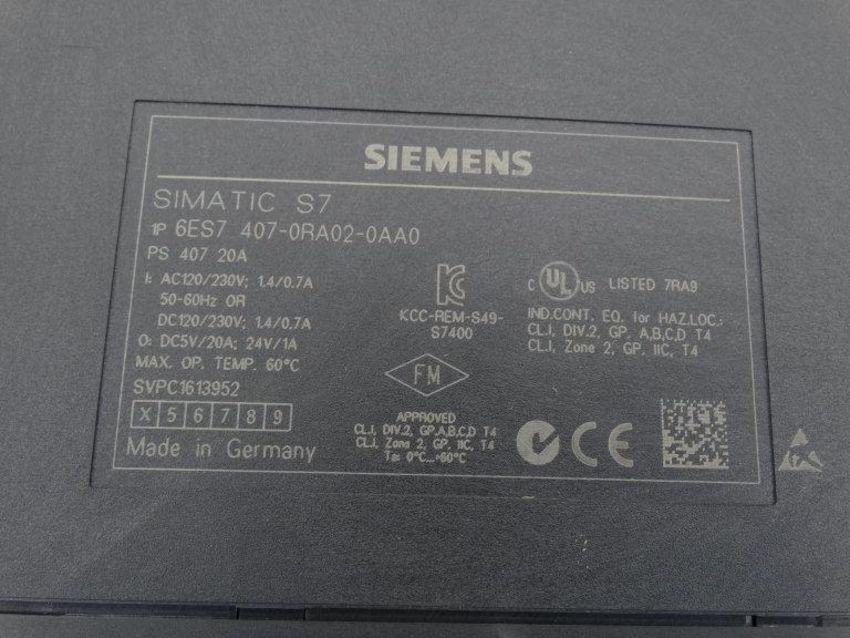 SIEMENS
SIMATIC S7
1P 6ES7 407-0RA02-0AA0
PS 407 20A
I: AC120/230V; 1.4/0.7A
50-60Hz OR
DC120/230V; 1.4/0.7A
O: DC5V/20A; 24V/1A
MAX. OP. TEMP. 60°C
SVPC1613952
X 5 6 7 8 9
Made in Germany
KCC-REM-S49-
S7400
FM
APPROVED
CL.I, DIV.2, GP.A,B,C,D T4
CL.I, Zone 2, GP. IIC, T4
Ta: 0°C...+60°C
C UL US LISTED 7RA9
IND.CONT. EQ. for HAZ.LOC.:
CL.I, DIV.2, GP. A,B,C,D T4
CL.I, Zone 2, GP. IIC, T4
CE